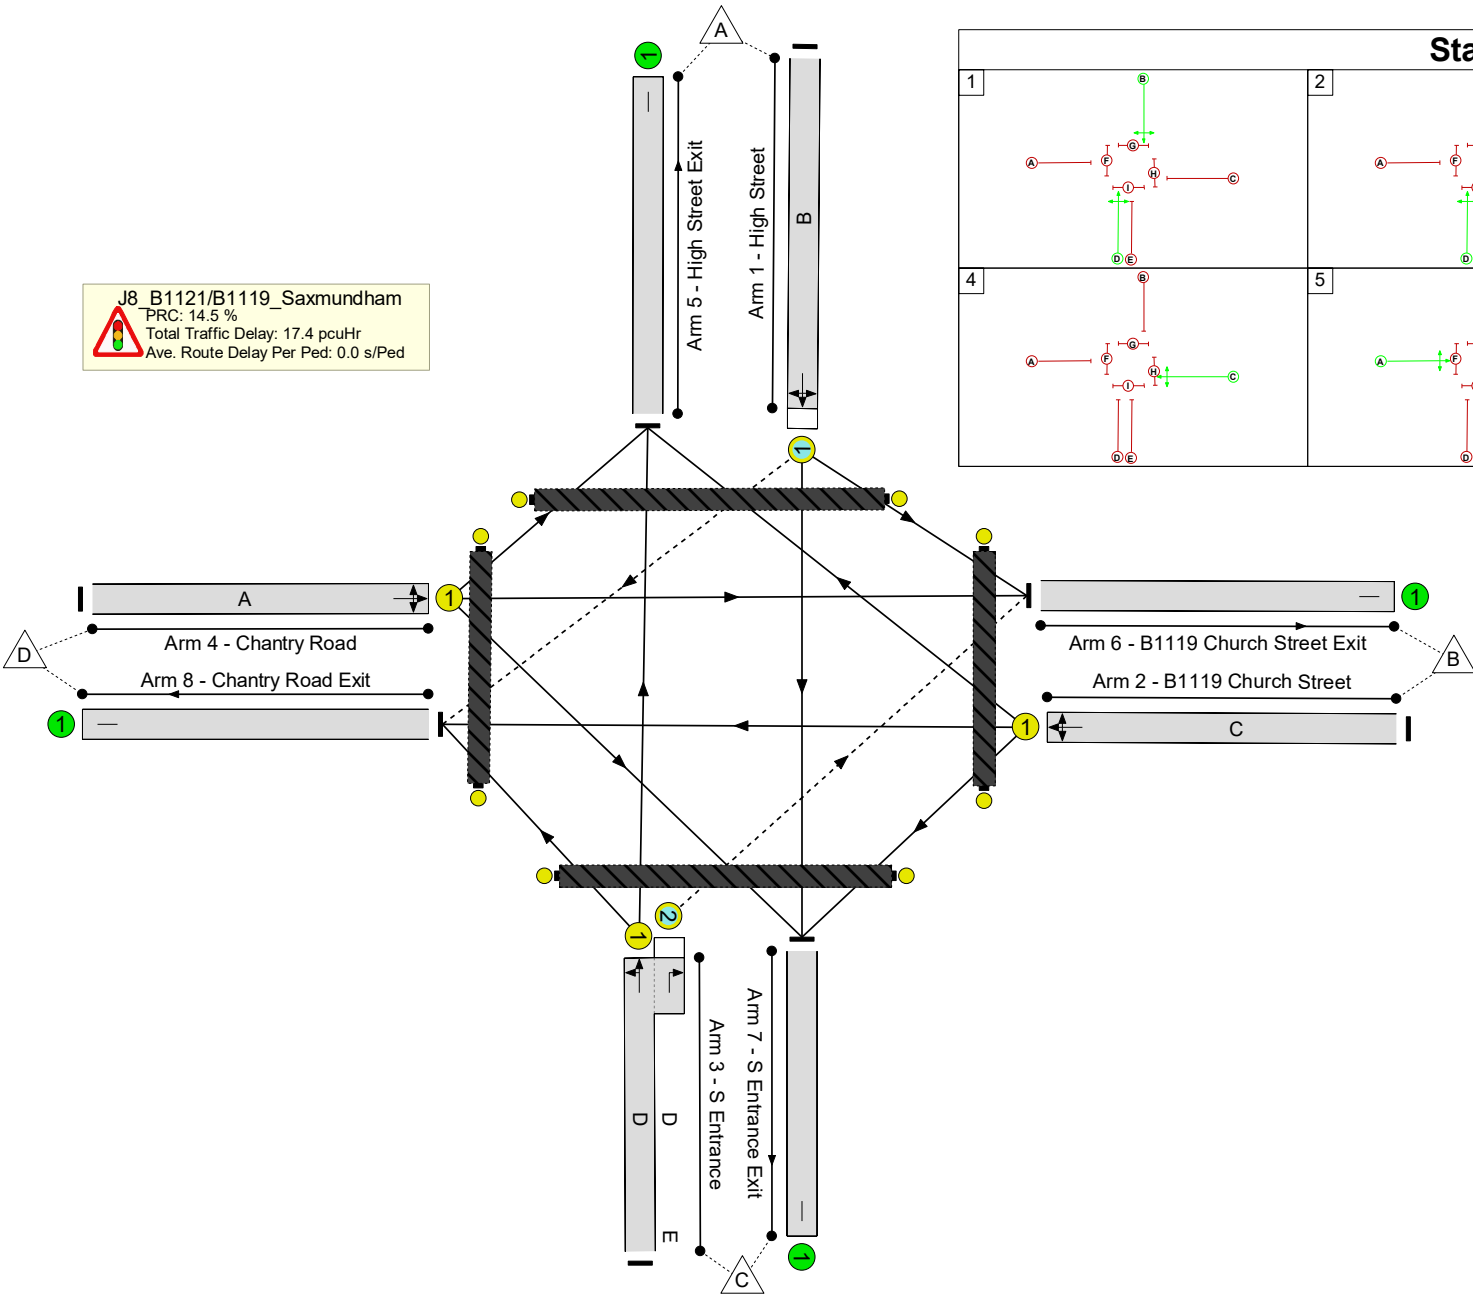 A
Sta
1
B
G
A
F
H
C
I
D
E
2
A
F
D
4
B
G
A
F
H
C
I
D
E
5
A
F
D
J8_B1121/B1119_Saxmundham
PRC: 14.5 %
Total Traffic Delay: 17.4 pcuHr
Ave. Route Delay Per Ped: 0.0 s/Ped
1
Arm 5 - High Street Exit
Arm 1 - High Street
B
1
A
1
Arm 4 - Chantry Road
D
Arm 8 - Chantry Road Exit
1
1
Arm 6 - B1119 Church Street Exit
B
Arm 2 - B1119 Church Street
1
C
2
1
D
D
E
Arm 3 - S Entrance
Arm 7 - S Entrance Exit
1
C